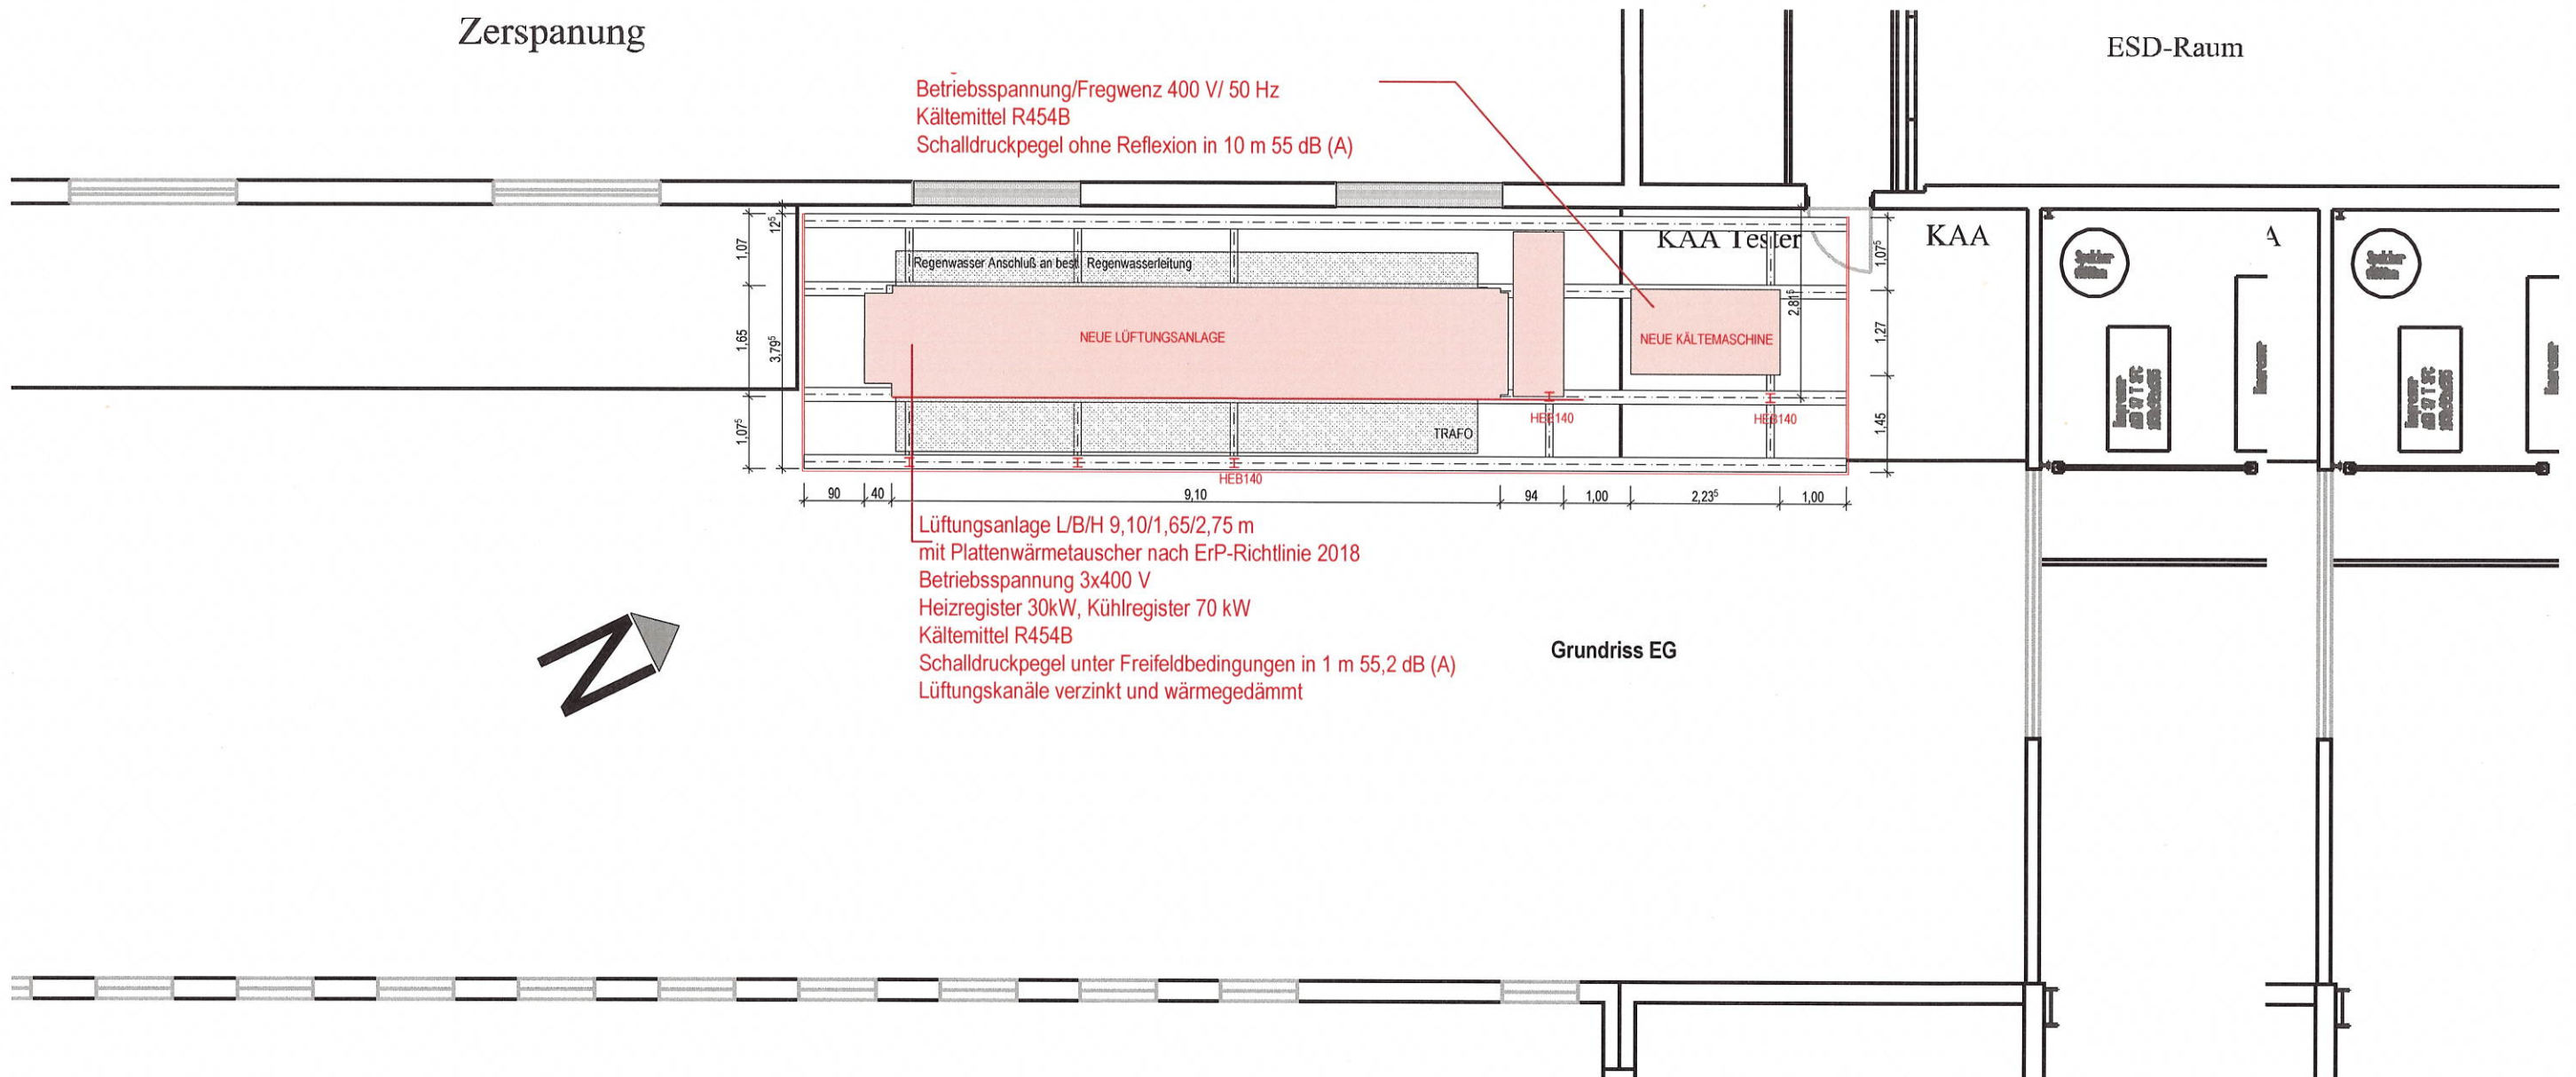 Zerspanung
ESD-Raum
Betriebsspannung/Freqwenz 400 V/ 50 Hz
Kältemittel R454B
Schalldruckpegel ohne Reflexion in 10 m 55 dB (A)
KAA Tester
KAA
A
Regenwasser Anschluß an best. Regenwasserleitung
12⁵
1,07
1,65
3,79⁵
1,07⁵
NEUE LÜFTUNGSANLAGE
NEUE KÄLTEMASCHINE
2,81⁵
1,07⁵
1,27
1,45
HEB140
HEB140
TRAFO
HEB140
90
40
9,10
94
1,00
2,23⁵
1,00
Lüftungsanlage L/B/H 9,10/1,65/2,75 m
mit Plattenwärmetauscher nach ErP-Richtlinie 2018
Betriebsspannung 3x400 V
Heizregister 30kW, Kühlregister 70 kW
Kältemittel R454B
Schalldruckpegel unter Freifeldbedingungen in 1 m 55,2 dB (A)
Lüftungskanäle verzinkt und wärmegedämmt
N
Grundriss EG